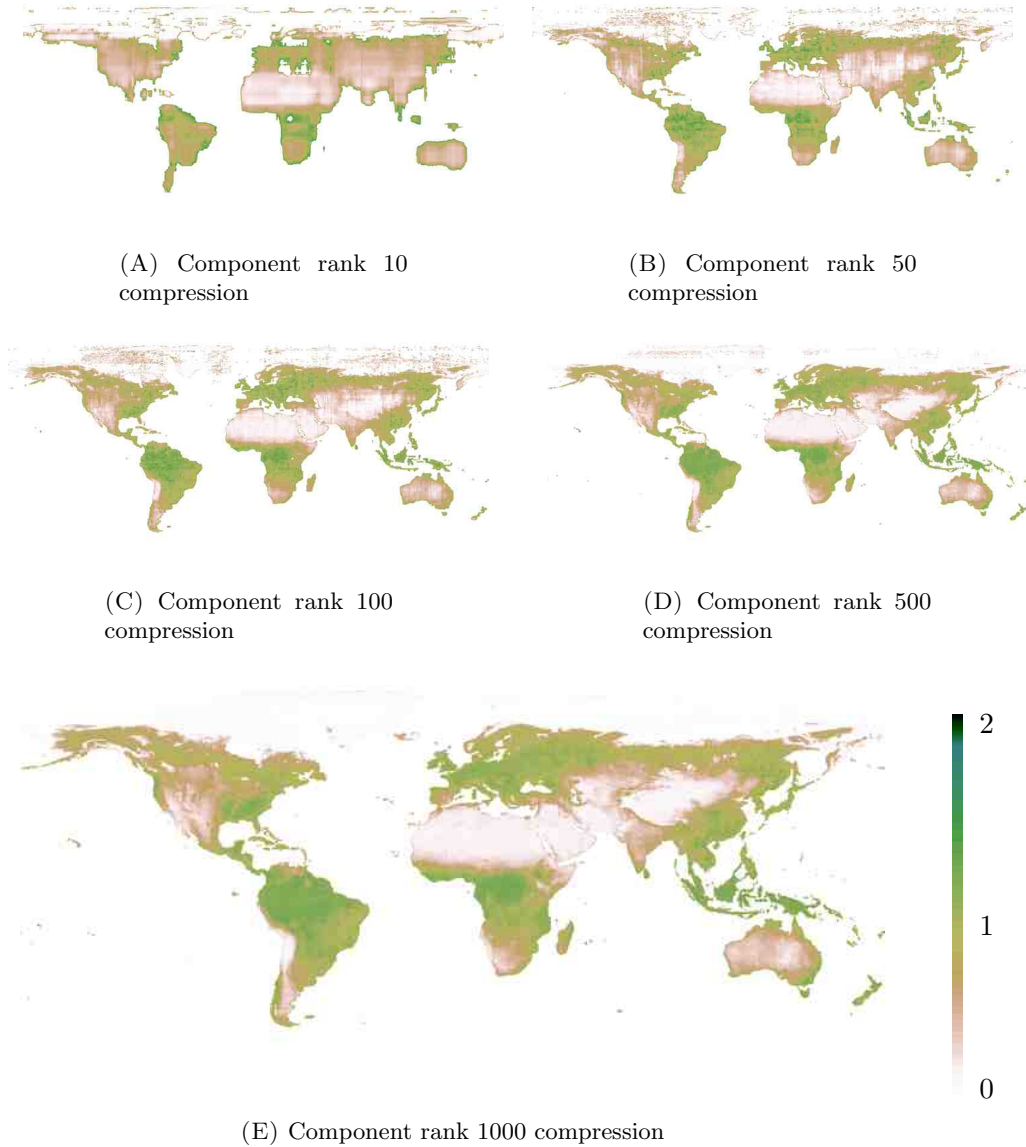 (A) Component rank 10
compression
(B) Component rank 50
compression
(C) Component rank 100
compression
(D) Component rank 500
compression
2
1
0
(E) Component rank 1000 compression